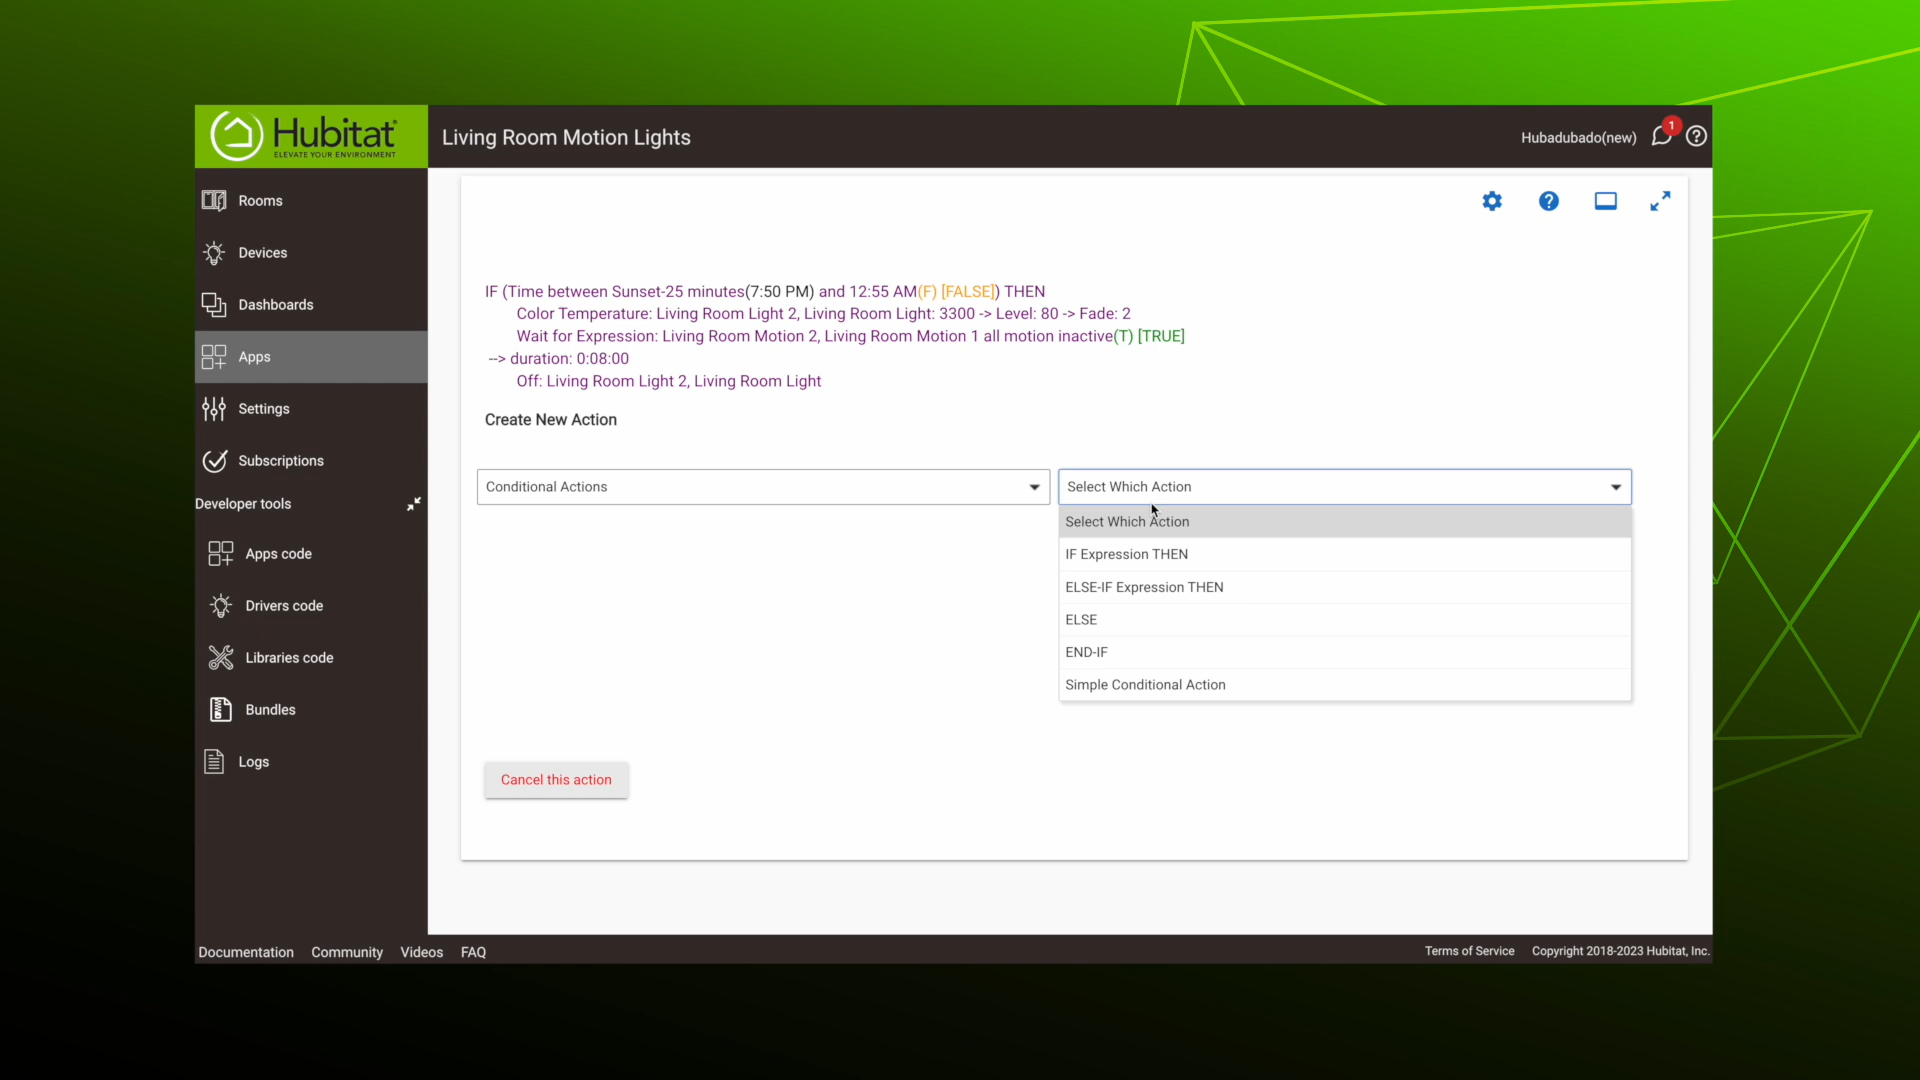 Hubitat
ELEVATE YOUR ENVIRONMENT
Living Room Motion Lights
Hubadubado(new)
1
Rooms
Devices
Dashboards
Apps
Settings
Subscriptions
Developer tools
Apps code
Drivers code
Libraries code
Bundles
Logs
IF (Time between Sunset-25 minutes(7:50 PM) and 12:55 AM(F) [FALSE]) THEN
Color Temperature: Living Room Light 2, Living Room Light: 3300 -> Level: 80 -> Fade: 2
Wait for Expression: Living Room Motion 2, Living Room Motion 1 all motion inactive(T) [TRUE]
--> duration: 0:08:00
Off: Living Room Light 2, Living Room Light
Create New Action
Conditional Actions
Select Which Action
Select Which Action
IF Expression THEN
ELSE-IF Expression THEN
ELSE
END-IF
Simple Conditional Action
Cancel this action
Documentation Community Videos FAQ
Terms of Service Copyright 2018-2023 Hubitat, Inc.